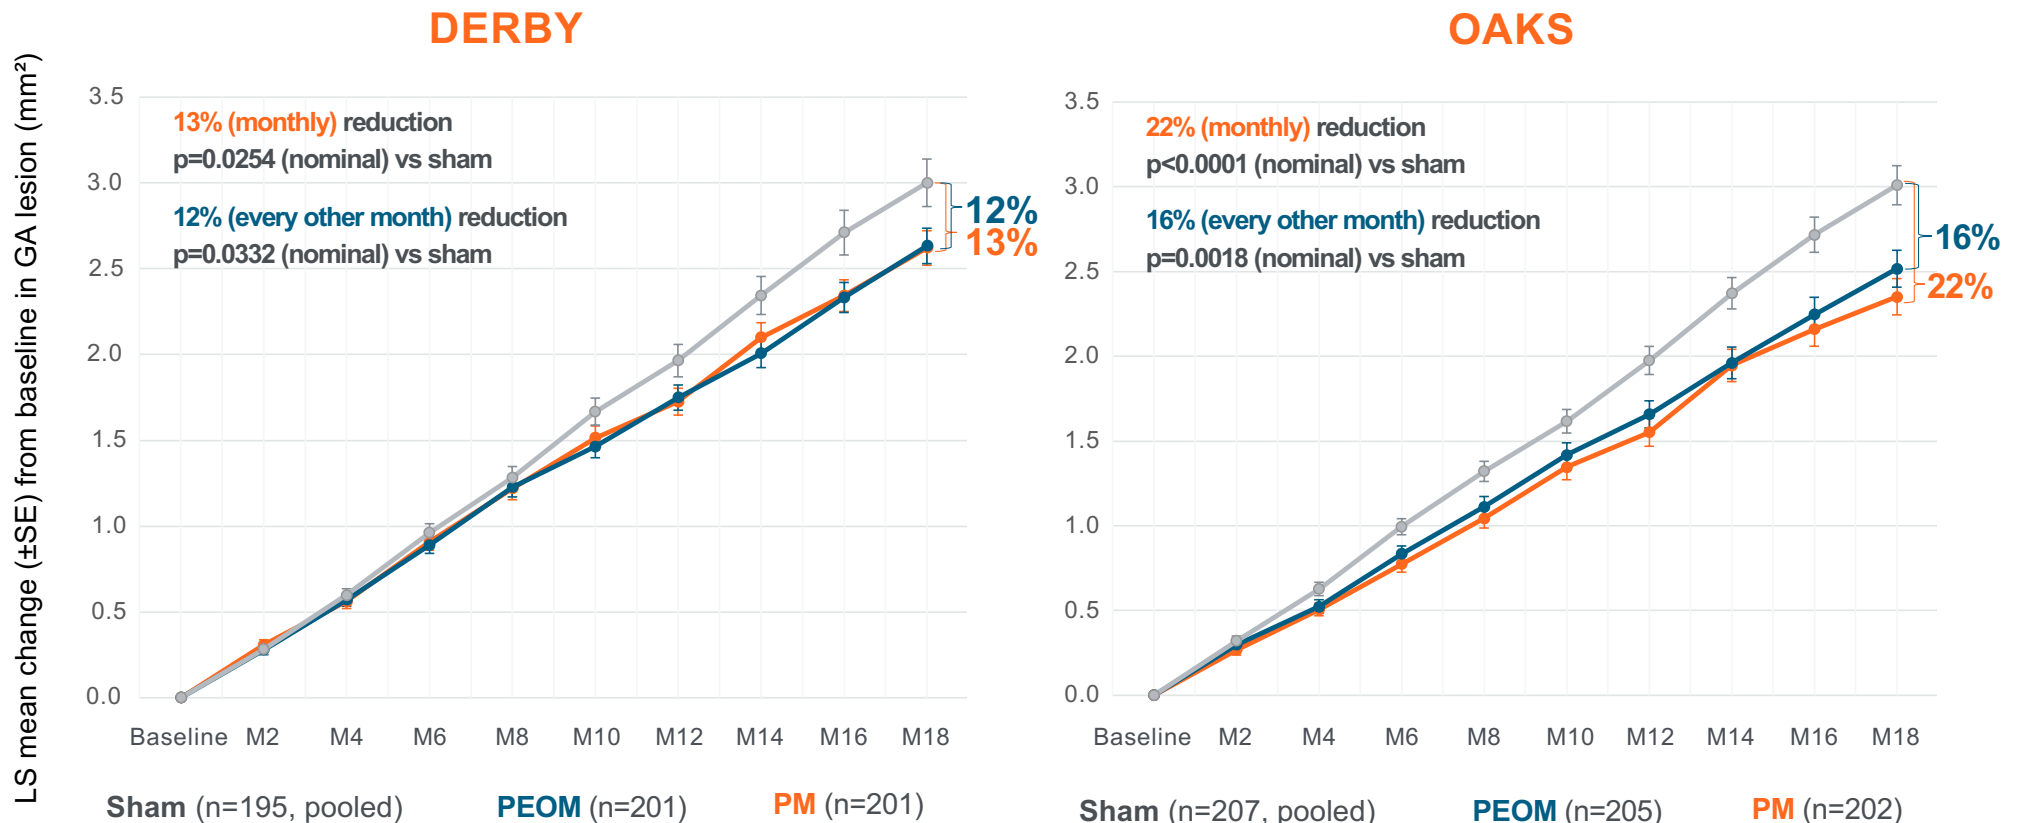 DERBY
LS mean change (±SE) from baseline in GA lesion (mm²)
3.5
3.0
2.5
2.0
1.5
1.0
0.5
0.0
13% (monthly) reduction
p=0.0254 (nominal) vs sham
12% (every other month) reduction
p=0.0332 (nominal) vs sham
12%
13%
Baseline M2 M4 M6 M8 M10 M12 M14 M16 M18
Sham (n=195, pooled) PEOM (n=201) PM (n=201)
OAKS
3.5
3.0
2.5
2.0
1.5
1.0
0.5
0.0
22% (monthly) reduction
p<0.0001 (nominal) vs sham
16% (every other month) reduction
p=0.0018 (nominal) vs sham
16%
22%
Baseline M2 M4 M6 M8 M10 M12 M14 M16 M18
Sham (n=207, pooled) PEOM (n=205) PM (n=202)